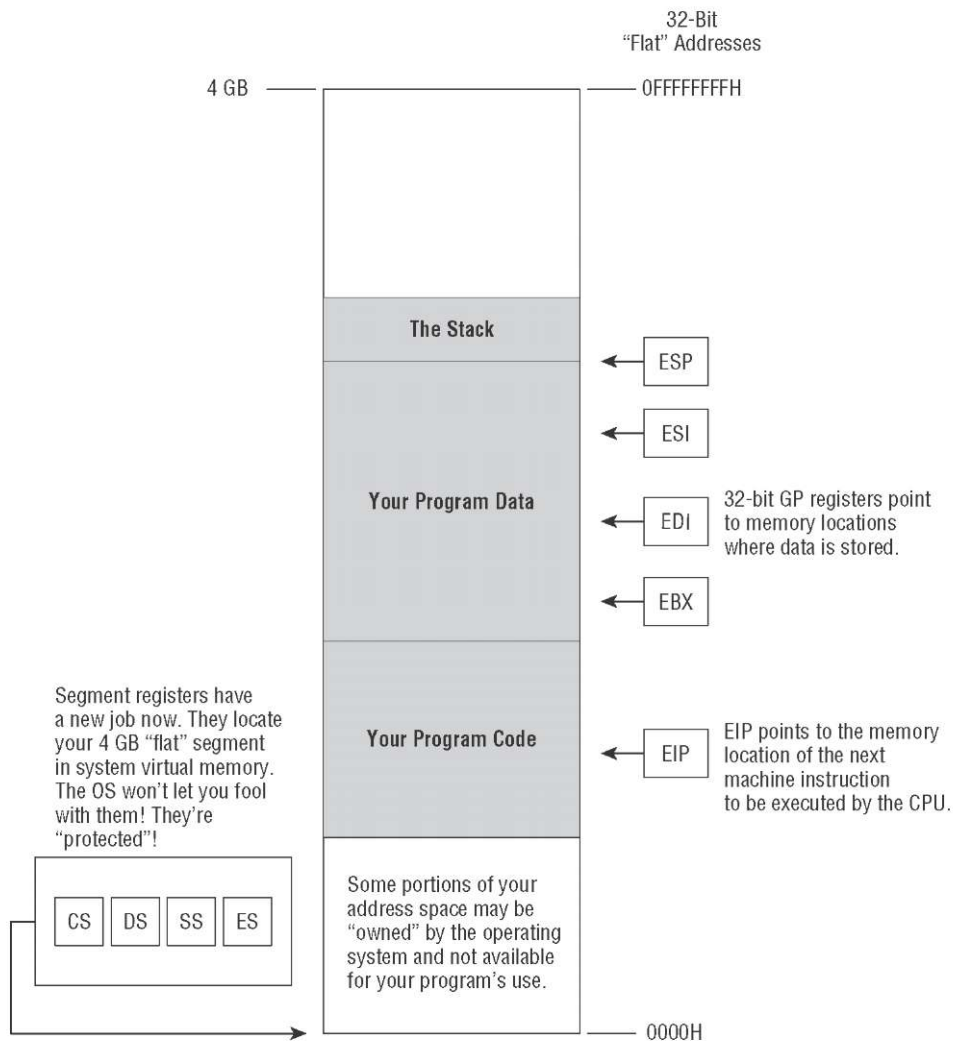 32-Bit
“Flat” Addresses
4 GB
0FFFFFFFFH
The Stack
ESP
ESI
Your Program Data
EDI
32-bit GP registers point
to memory locations
where data is stored.
EBX
Segment registers have
a new job now. They locate
your 4 GB “flat” segment
in system virtual memory.
The OS won’t let you fool
with them! They’re
“protected”!
Your Program Code
EIP
EIP points to the memory
location of the next
machine instruction
to be executed by the CPU.
CS DS SS ES
Some portions of your
address space may be
“owned” by the operating
system and not available
for your program’s use.
0000H